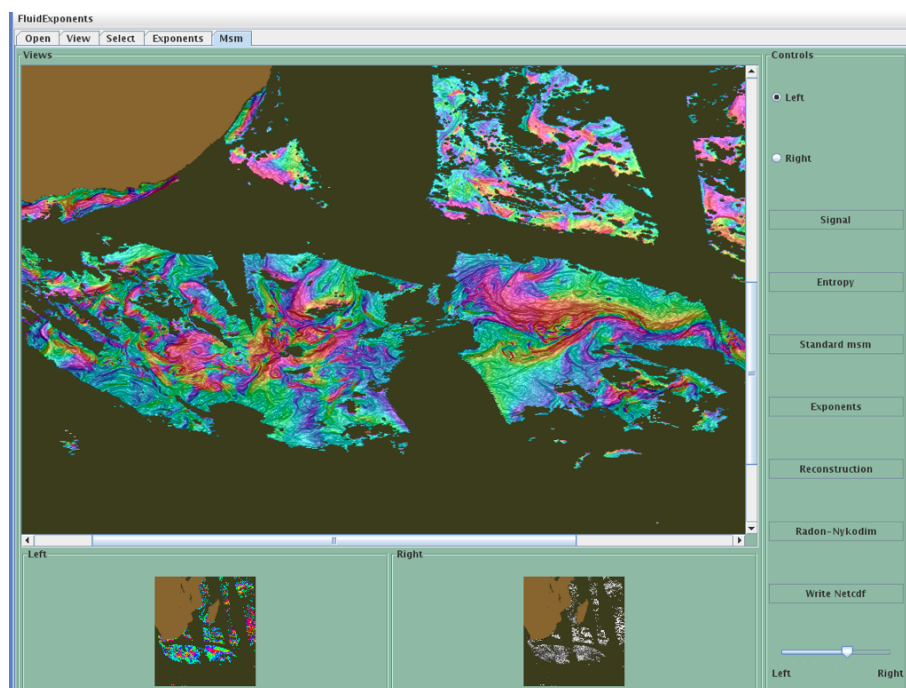 FluidExponents
Open View Select Exponents Msm
Views
Controls
Left
Right
Signal
Entropy
Standard msm
Exponents
Reconstruction
Radon-Nykodim
Write Netcdf
Left Right
Left
Right